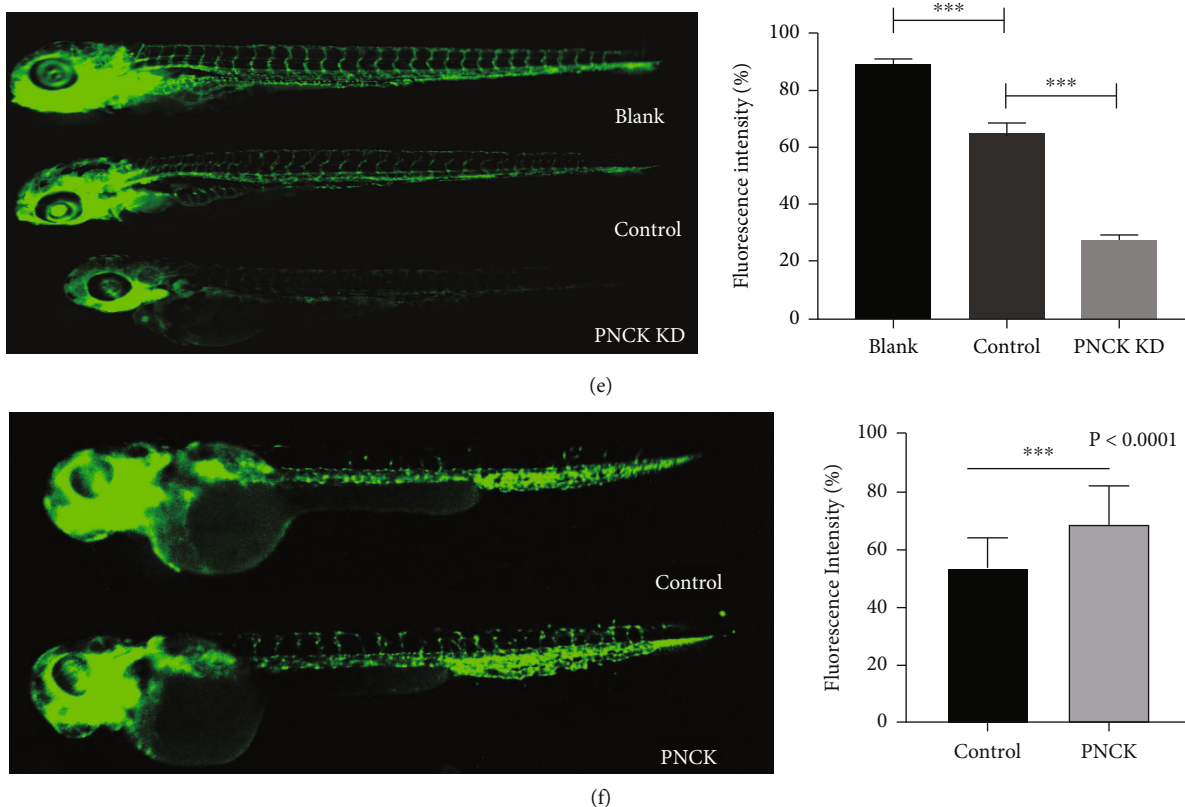 Blank
Control
PNCK KD
***
***
Fluorescence intensity (%)
100
80
60
40
20
0
Blank
Control
PNCK KD
(e)
Control
PNCK
***
P < 0.0001
Fluorescence Intensity (%)
100
80
60
40
60
0
Control
PNCK
(f)